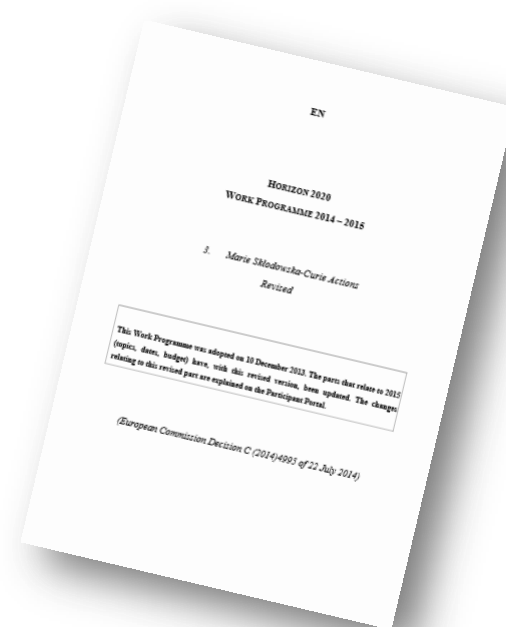 EN
HORIZON 2020
WORK PROGRAMME 2014 – 2015
3. Marie Skłodowska-Curie Actions
Revised
This Work Programme was adopted on 10 December 2013. The parts that relate to 2015
(topics, dates, budget) have, with this revised version, been updated. The changes
relating to this revised part are explained on the Participant Portal.
(European Commission Decision C (2014)4995 of 22 July 2014)